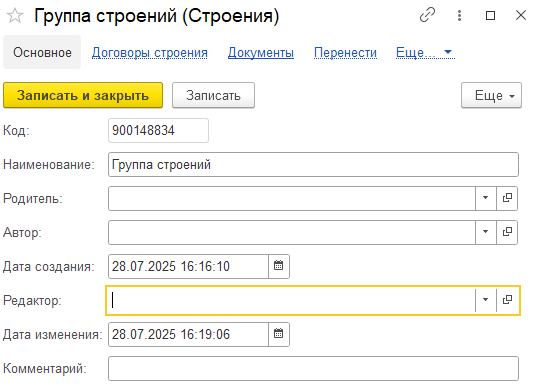 Группа строений (Строения)
Основное Договоры строения Документы Перенести Еще...
Записать и закрыть Записать Еще
Код: 900148834
Наименование: Группа строений
Родитель:
Автор:
Дата создания: 28.07.2025 16:16:10
Редактор:
Дата изменения: 28.07.2025 16:19:06
Комментарий: